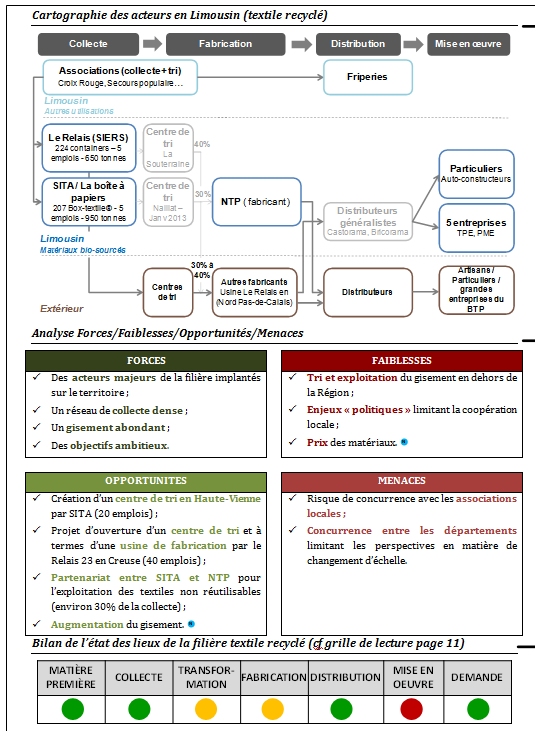 Cartographie des acteurs en Limousin (textile recyclé)
Collecte
Fabrication
Distribution
Mise en œuvre
Associations (collecte+tri)
Croix Rouge, Secours populaire…
Friperies
Limousin
Autres utilisations
Le Relais (SIERS)
224 containers – 5
emplois - 650 tonnes
Centre de
tri
La
Souterraine
40%
SITA / La boîte à
papiers
207 Box-textile® - 5
emplois - 950 tonnes
Centre de
tri
Naillat –
Janv 2013
30%
NTP ( fabricant)
Distributeurs
généralistes
Castorama, Bricorama
Particuliers
Auto-constructeurs
5 entreprises
TPE, PME
Limousin
Matériaux bio-sourcés
30% à
40%
Centres
de tri
Autres fabricants
Usine Le Relais en
(Nord Pas-de-Calais)
Distributeurs
Artisans /
Particuliers /
grandes
entreprises du
BTP
Extérieur
Analyse Forces/Faiblesses/Opportunités/Menaces
FORCES
✓ Des acteurs majeurs de la filière implantés
sur le territoire ;
✓ Un réseau de collecte dense ;
✓ Un gisement abondant ;
✓ Des objectifs ambitieux.
FAIBLESSES
✓ Tri et exploitation du gisement en dehors de
la Région ;
✓ Enjeux « politiques » limitant la coopération
locale ;
✓ Prix des matériaux.
OPPORTUNITES
✓ Création d'un centre de tri en Haute-Vienne
par SITA (20 emplois) ;
✓ Projet d'ouverture d'un centre de tri et à
termes d'une usine de fabrication par le
Relais 23 en Creuse (40 emplois) ;
✓ Partenariat entre SITA et NTP pour
l'exploitation des textiles non réutilisables
(environ 30% de la collecte) ;
✓ Augmentation du gisement.
MENACES
✓ Risque de concurrence avec les associations
locales ;
✓ Concurrence entre les départements
limitant les perspectives en matière de
changement d'échelle.
Bilan de l'état des lieux de la filière textile recyclé (cf grille de lecture page 11)
MATIÈRE
PREMIÈRE
COLLECTE
TRANSFOR-
MATION
FABRICATION
DISTRIBUTION
MISE EN
OEUVRE
DEMANDE